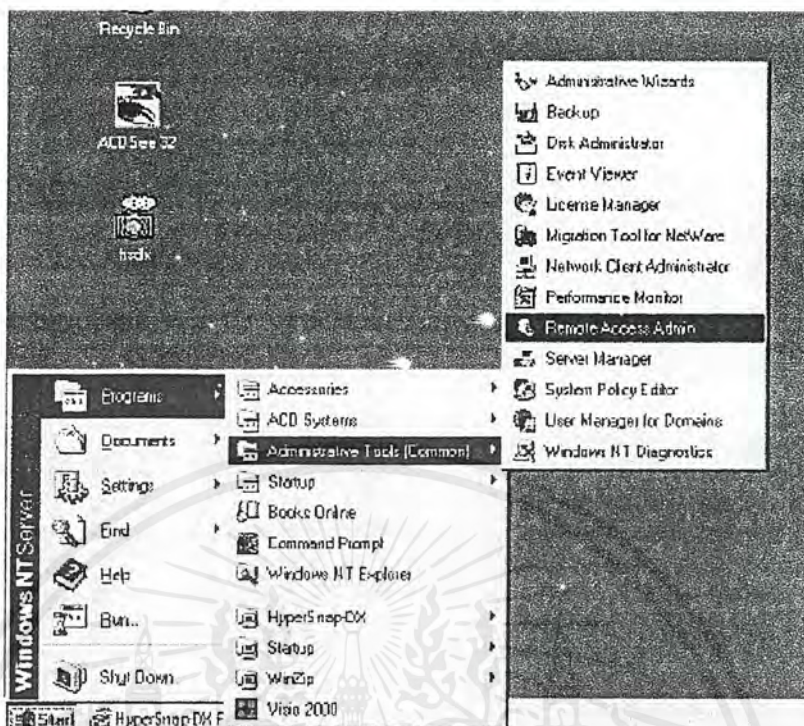 Recycle Bin
ACD See 32
hsdx
Administrative Wizards
Backup
Disk Administrator
Event Viewer
License Manager
Migration Tool for NetWare
Network Client Administrator
Performance Monitor
Remote Access Admin
Server Manager
System Policy Editor
User Manager for Domains
Windows NT Diagnostics
Programs
Documents
Settings
Find
Help
Run...
Shut Down
Windows NT Server
Accessories
ACD Systems
Administrative Tools (Common)
Startup
Books Online
Command Prompt
Windows NT Explorer
HyperSnap-DX
Startup
WinZip
Visio 2000
Start
HyperSnap-DX F